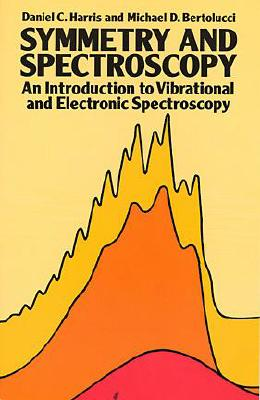 Daniel C. Harris and Michael D. Bertolucci
SYMMETRY AND
SPECTROSCOPY
An Introduction to Vibrational
and Electronic Spectroscopy